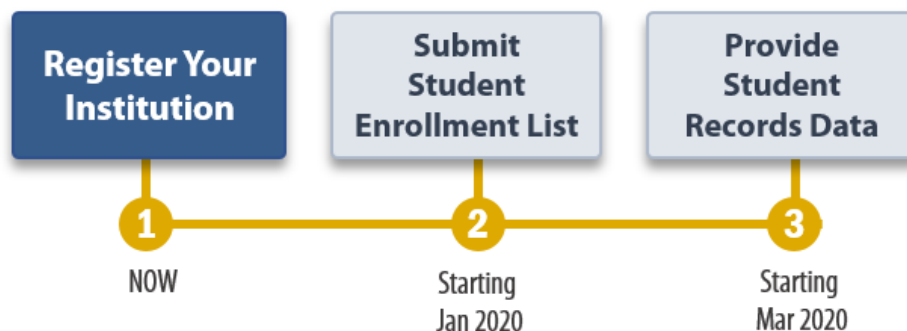 Register Your
Institution
1
NOW
Submit
Student
Enrollment List
2
Starting
Jan 2020
Provide
Student
Records Data
3
Starting
Mar 2020